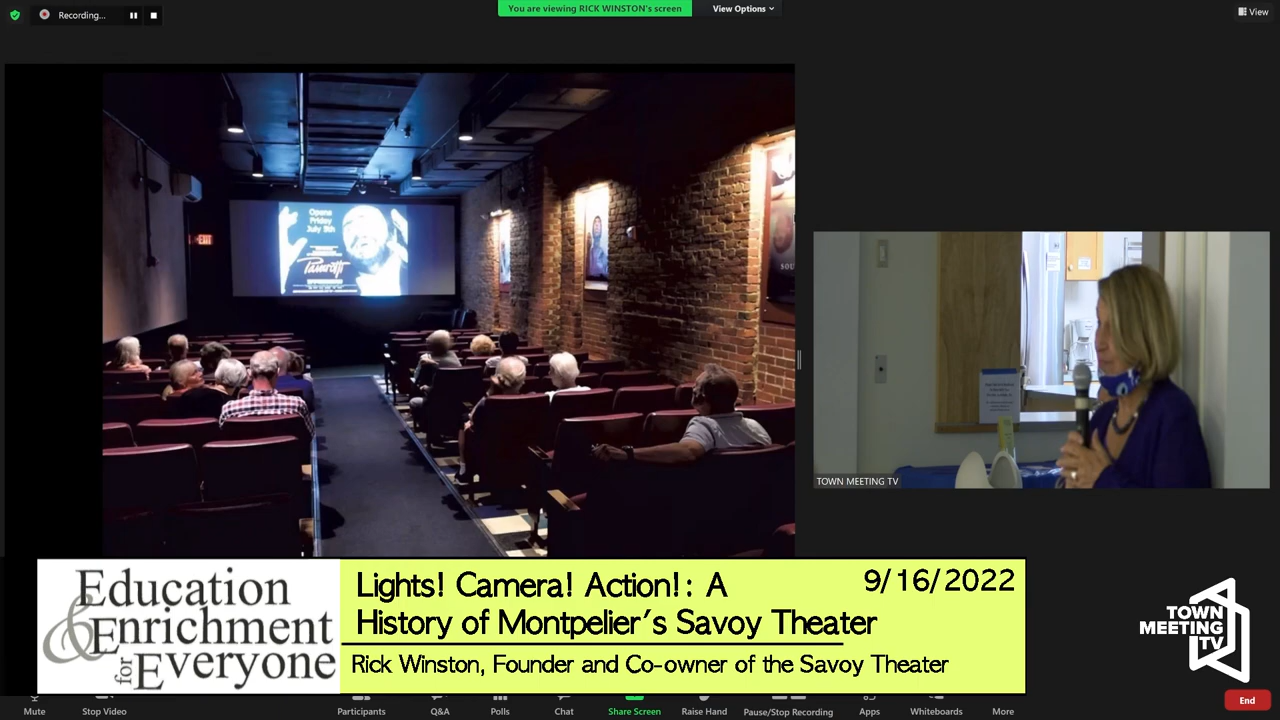 Recording...
You are viewing RICK WINSTON's screen
View Options
View
EXIT
Opens
Friday
July 5th
Pavarotti
SOUL
TOWN MEETING TV
Education
& Enrichment
for Everyone
Lights! Camera! Action!: A
History of Montpelier's Savoy Theater
9/16/2022
Rick Winston, Founder and Co-owner of the Savoy Theater
TOWN
MEETING
TV
Mute
Stop Video
Participants
Q&A
Polls
Chat
Share Screen
Raise Hand
Pause/Stop Recording
Apps
Whiteboards
More
End